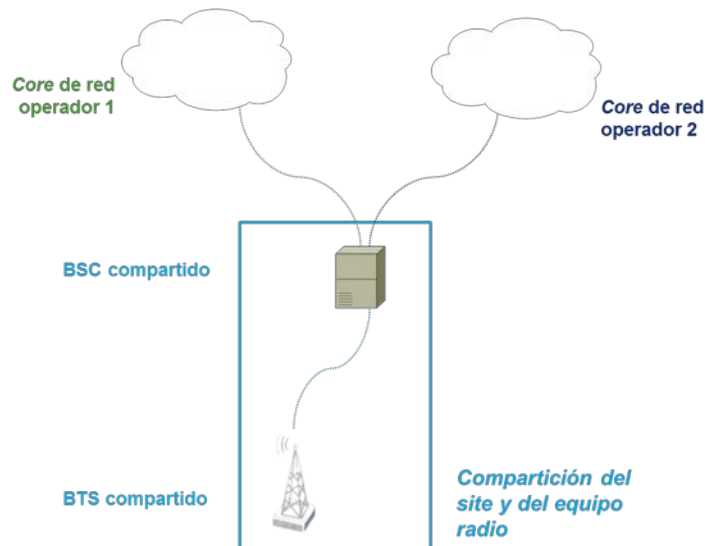 Core de red
operador 1
Core de red
operador 2
BSC compartido
BTS compartido
Compartición del
site y del equipo
radio